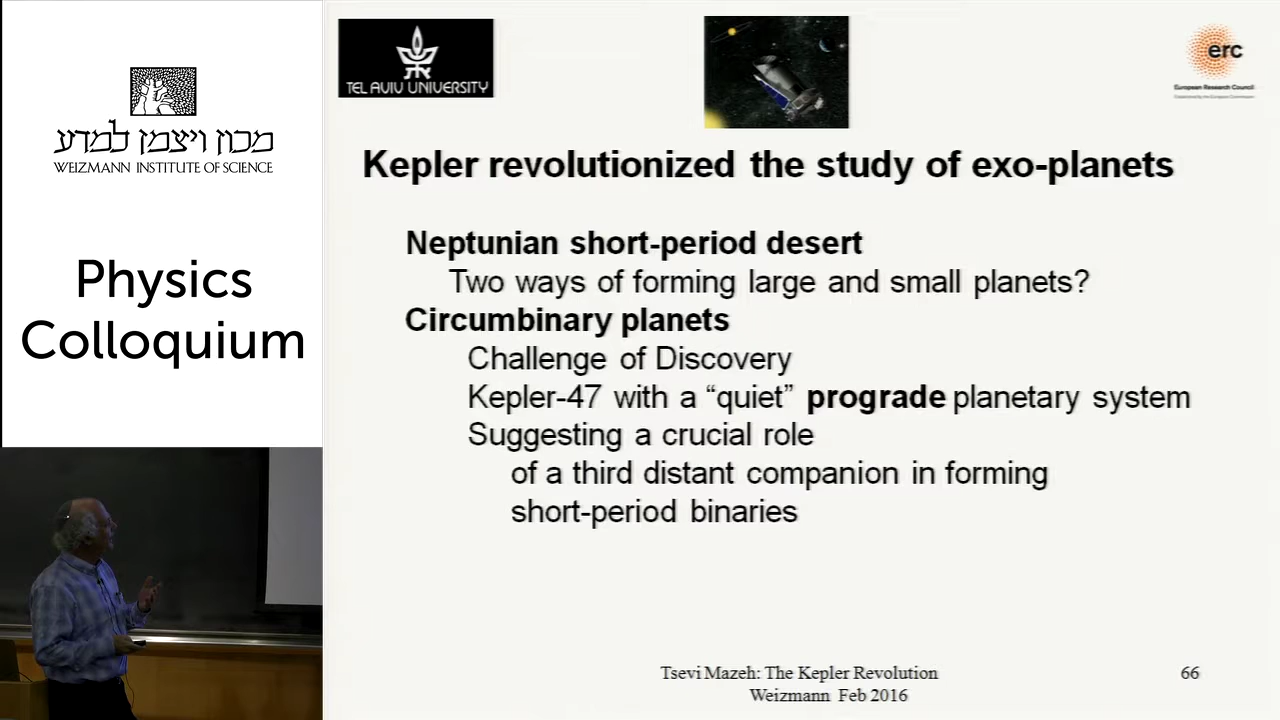 מכון ויצמן למדע
WEIZMANN INSTITUTE OF SCIENCE
Physics
Colloquium
TEL AVIV UNIVERSITY
erc
European Research Council
Kepler revolutionized the study of exo-planets
Neptunian short-period desert
Two ways of forming large and small planets?
Circumbinary planets
Challenge of Discovery
Kepler-47 with a “quiet” prograde planetary system
Suggesting a crucial role
of a third distant companion in forming
short-period binaries
Tsevi Mazeh: The Kepler Revolution
Weizmann Feb 2016
66